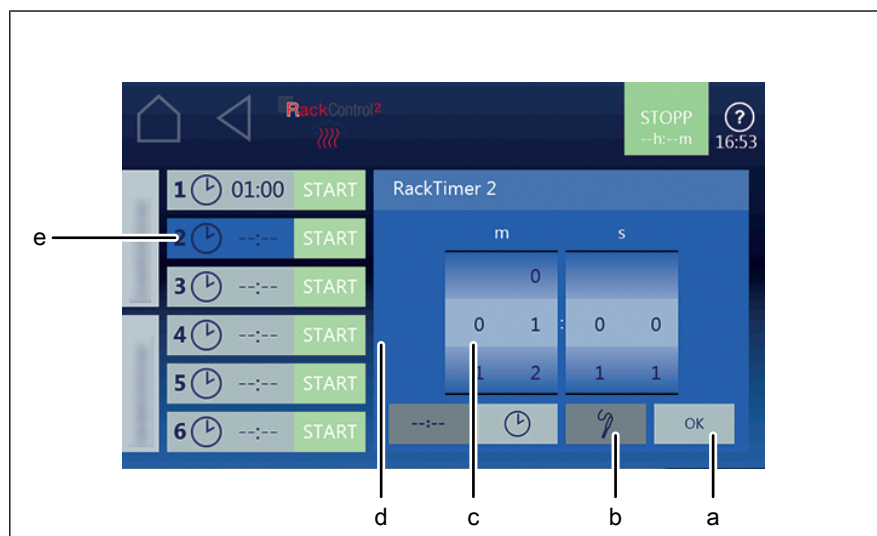 RackControl²
STOPP
--h:--m
?
16:53
1 01:00 START
2 --:-- START
3 --:-- START
4 --:-- START
5 --:-- START
6 --:-- START
RackTimer 2
m s
0
0 1 : 0 0
1 2 1 1
--:-- OK
e
d c b a